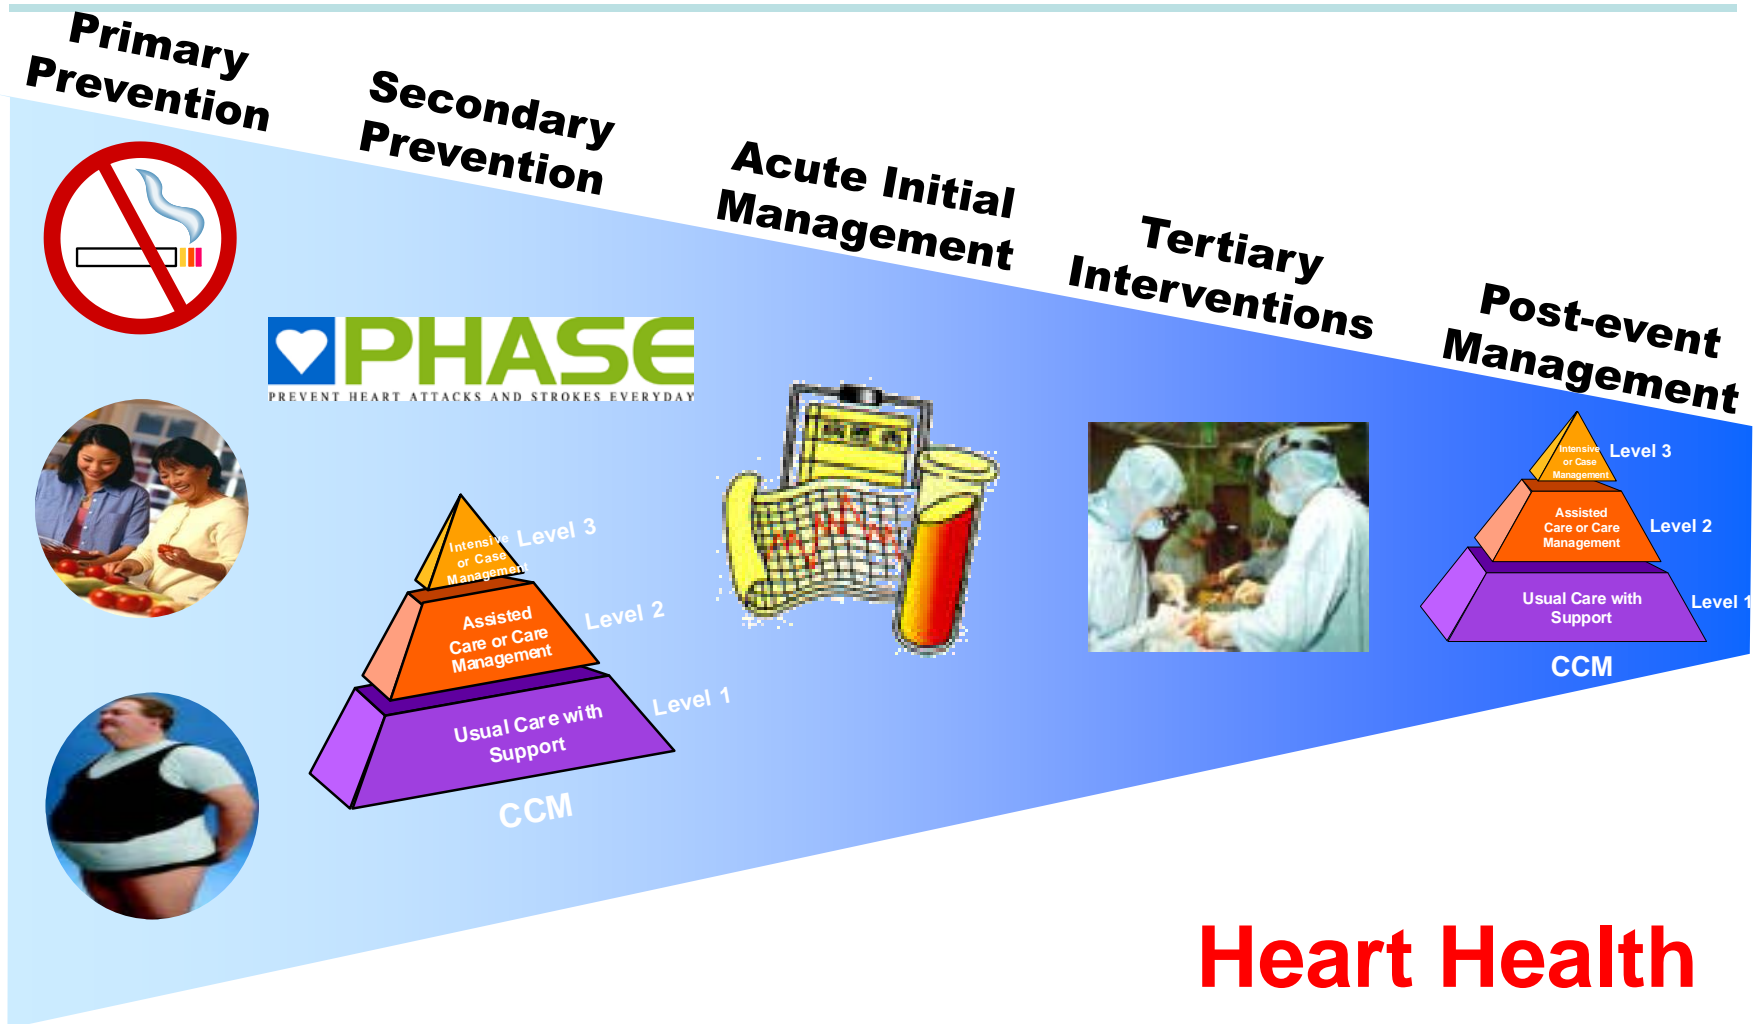 Primary
Prevention
Secondary
Prevention
Acute Initial
Management
Tertiary
Interventions
Post-event
Management
PHASE
PREVENT HEART ATTACKS AND STROKES EVERYDAY
Intensive
or Case
Management
Level 3
Assisted
Care or Care
Management
Level 2
Usual Care with
Support
Level 1
CCM
Intensive
or Case
Management
Level 3
Assisted
Care or Care
Management
Level 2
Usual Care with
Support
Level 1
CCM
Heart Health